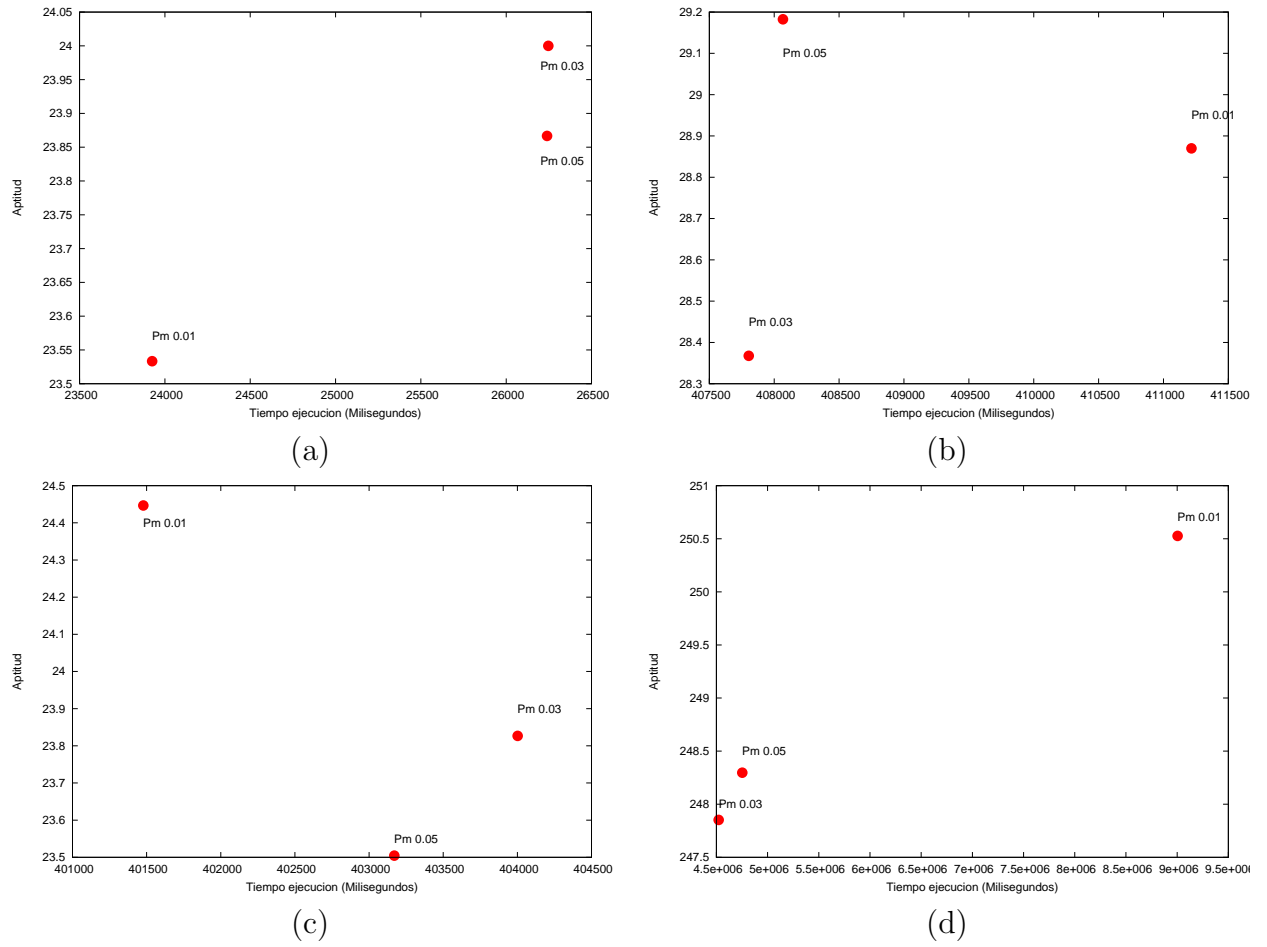 24.05
24
23.95
23.9
23.85
23.8
23.75
23.7
23.65
23.6
23.55
23.5
Aptitud
Pm 0.03
Pm 0.05
Pm 0.01
23500 24000 24500 25000 25500 26000 26500
Tiempo ejecucion (Milisegundos)
(a)
29.2
29.1
29
28.9
28.8
28.7
28.6
28.5
28.4
28.3
Aptitud
Pm 0.05
Pm 0.01
Pm 0.03
407500 408000 408500 409000 409500 410000 410500 411000 411500
Tiempo ejecucion (Milisegundos)
(b)
24.5
24.4
24.3
24.2
24.1
24
23.9
23.8
23.7
23.6
23.5
Aptitud
Pm 0.01
Pm 0.03
Pm 0.05
401000 401500 402000 402500 403000 403500 404000 404500
Tiempo ejecucion (Milisegundos)
(c)
251
250.5
250
249.5
249
248.5
248
247.5
Aptitud
Pm 0.01
Pm 0.05
Pm 0.03
4.5e+006 5e+006 5.5e+006 6e+006 6.5e+006 7e+006 7.5e+006 8e+006 8.5e+006 9e+006 9.5e+00
Tiempo ejecucion (Milisegundos)
(d)